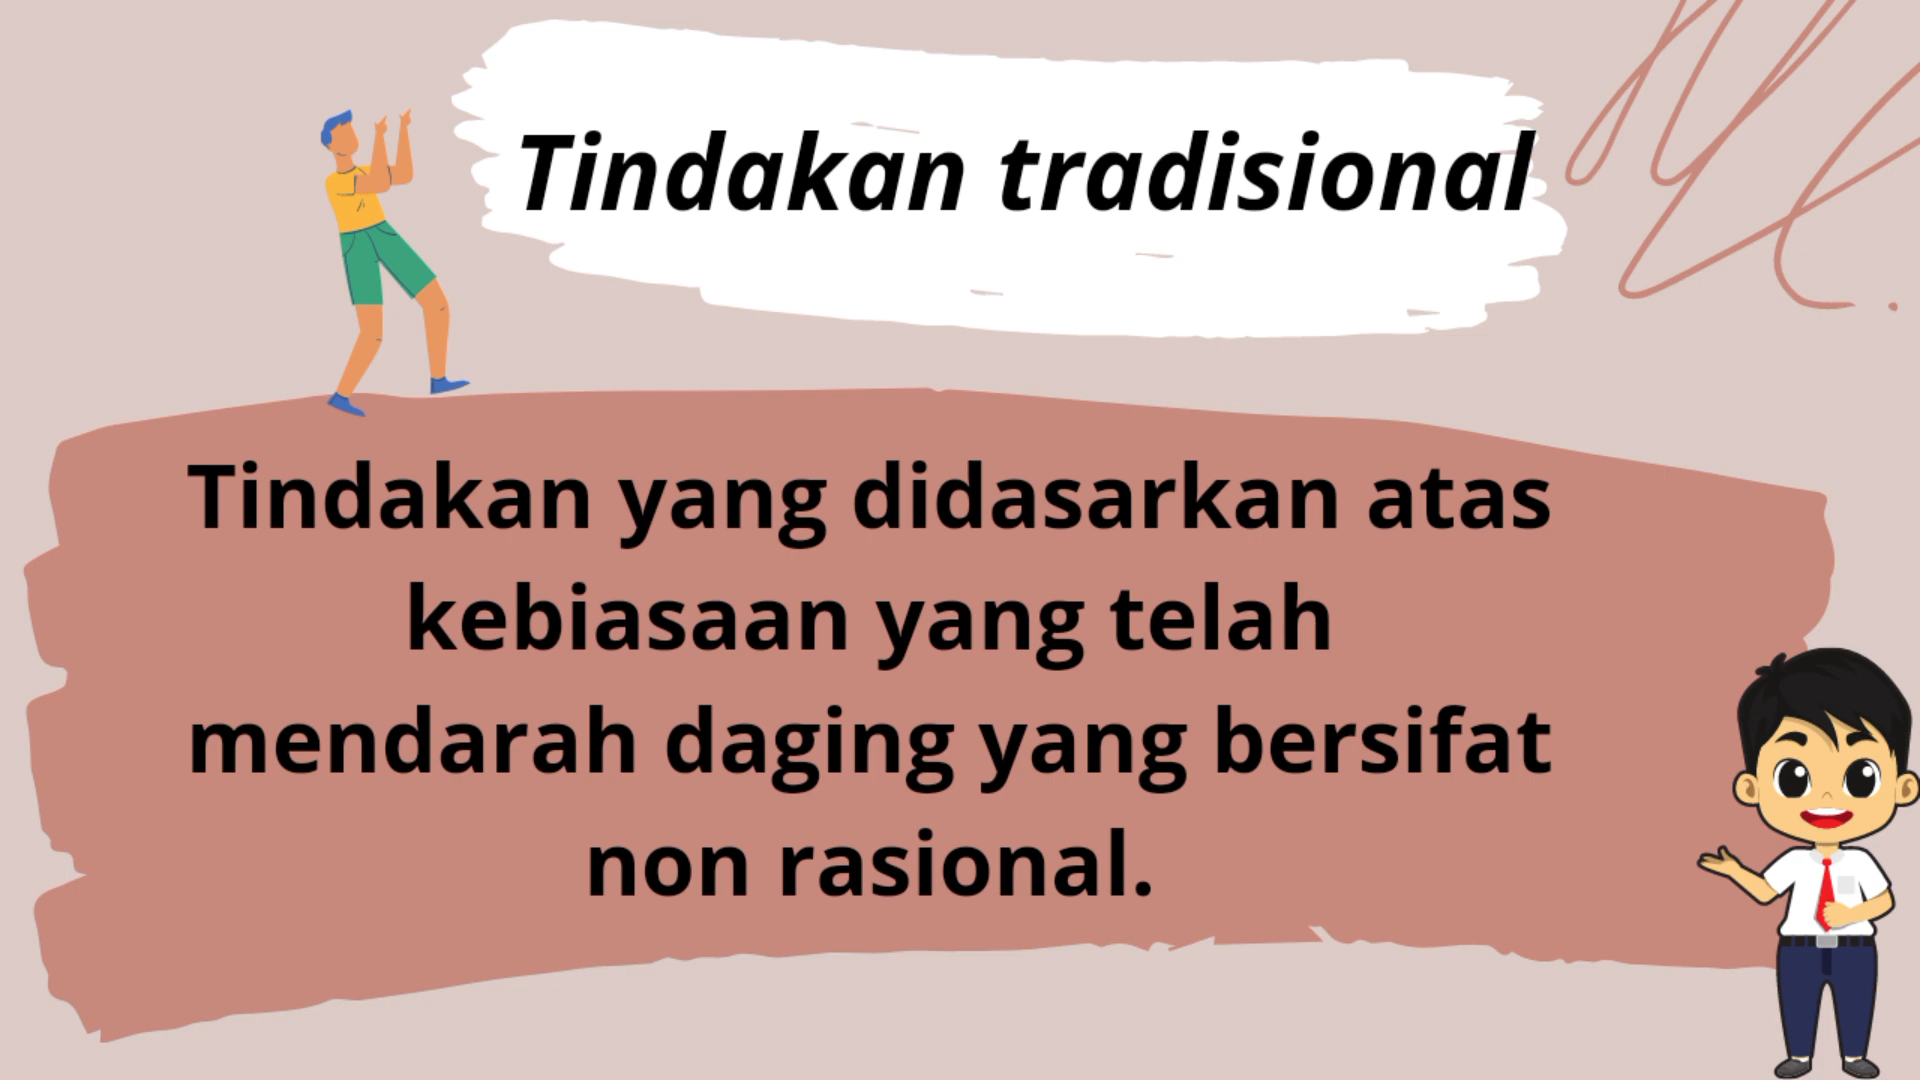 Tindakan tradisional
Tindakan yang didasarkan atas
kebiasaan yang telah
mendarah daging yang bersifat
non rasional.